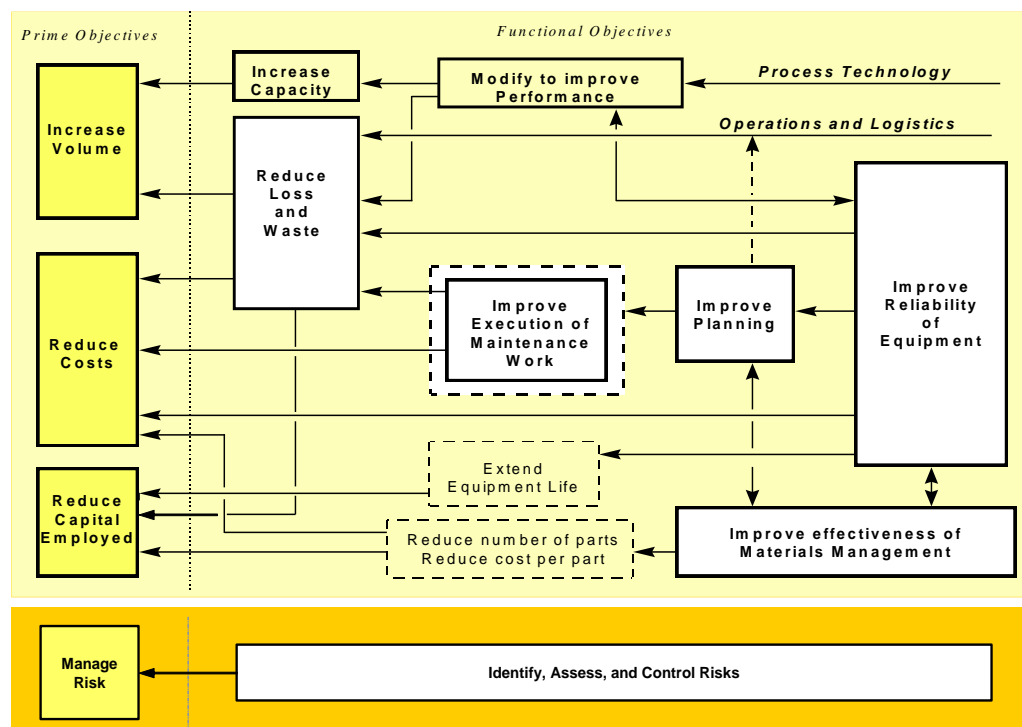 Prime Objectives
Functional Objectives
Increase
Volume
Increase
Capacity
Modify to improve
Performance
Process Technology
Operations and Logistics
Reduce
Loss
and
Waste
Improve
Reliability
of
Equipment
Improve
Execution of
Maintenance
Work
Improve
Planning
Reduce
Costs
Extend
Equipment Life
Reduce
Capital
Employed
Reduce number of parts
Reduce cost per part
Improve effectiveness of
Materials Management
Manage
Risk
Identify, Assess, and Control Risks